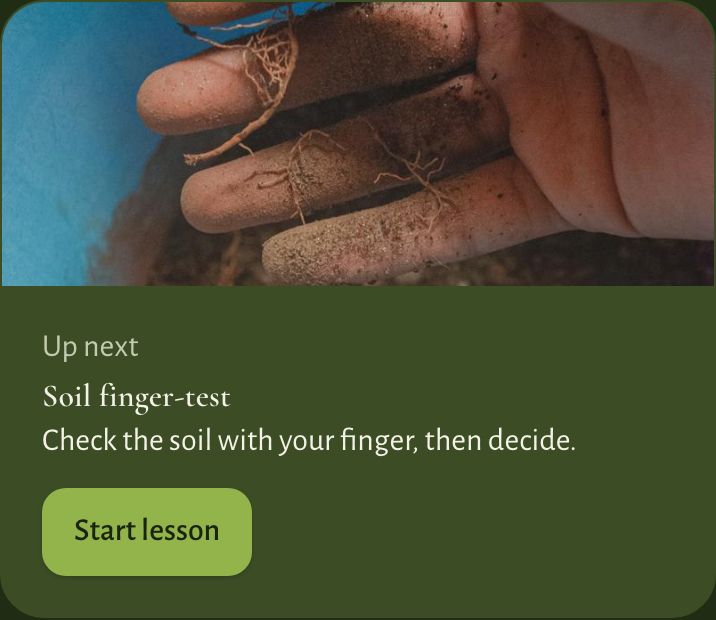 Up next
Soil finger-test
Check the soil with your finger, then decide.
Start lesson